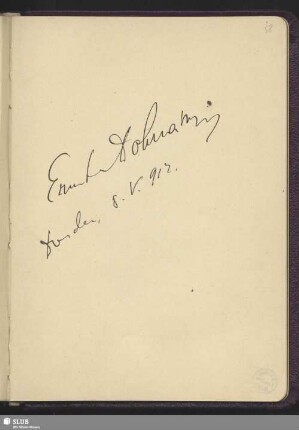 Ernst v Dohnányi
Dresden, 8. V. 912.
SLUB